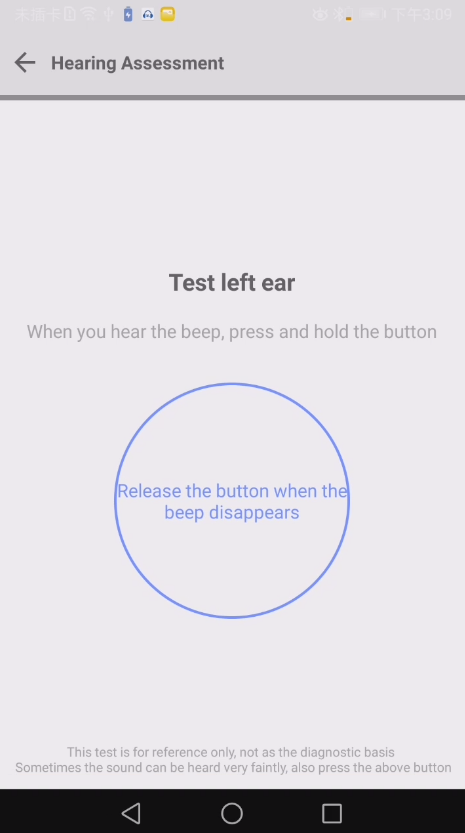 未插卡 下午3:09
Hearing Assessment
Test left ear
When you hear the beep, press and hold the button
Release the button when the
beep disappears
This test is for reference only, not as the diagnostic basis
Sometimes the sound can be heard very faintly, also press the above button